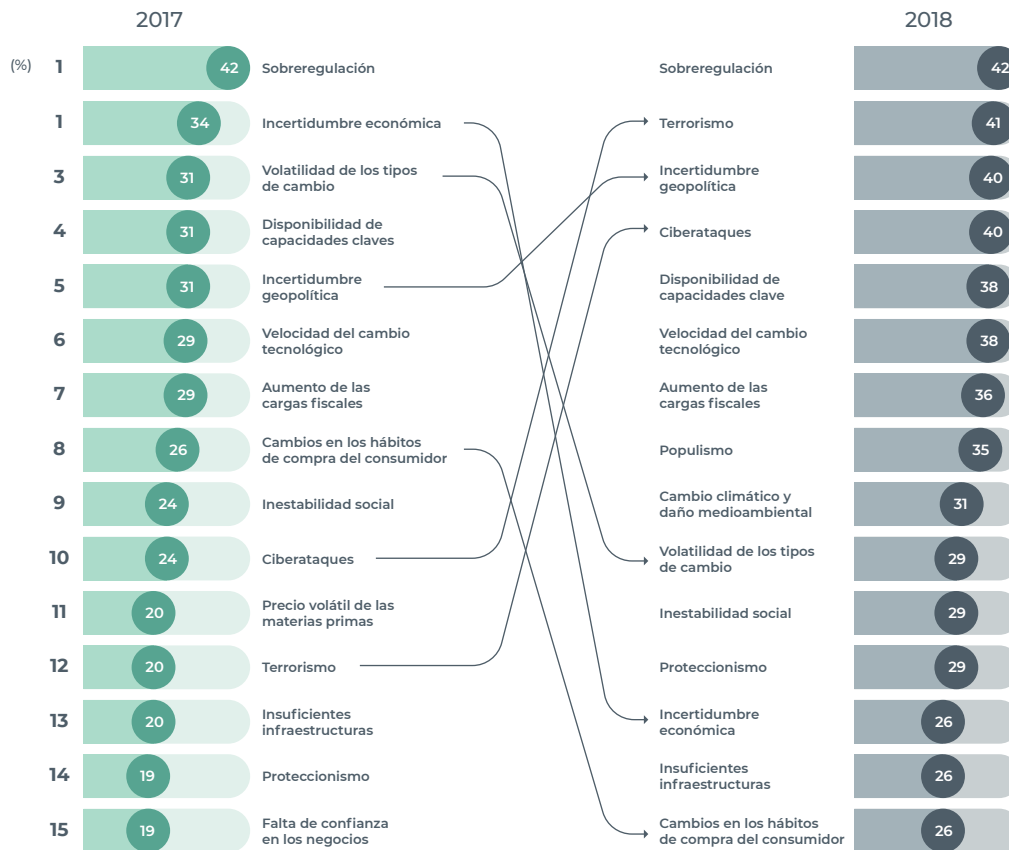 2017
2018
(%)
1
42
Sobreregulación
Sobreregulación
42
1
34
Incertidumbre económica
Terrorismo
41
3
31
Volatilidad de los tipos
de cambio
Incertidumbre
geopolítica
40
4
31
Disponibilidad de
capacidades claves
Ciberataques
40
5
31
Incertidumbre
geopolítica
Disponibilidad de
capacidades clave
38
6
29
Velocidad del cambio
tecnológico
Velocidad del cambio
tecnológico
38
7
29
Aumento de las
cargas fiscales
Aumento de las
cargas fiscales
36
8
26
Cambios en los hábitos
de compra del consumidor
Populismo
35
9
24
Inestabilidad social
Cambio climático y
daño medioambiental
31
10
24
Ciberataques
Volatilidad de los tipos
de cambio
29
11
20
Precio volátil de las
materias primas
Inestabilidad social
29
12
20
Terrorismo
Proteccionismo
29
13
20
Insuficientes
infraestructuras
Incertidumbre
económica
26
14
19
Proteccionismo
Insuficientes
infraestructuras
26
15
19
Falta de confianza
en los negocios
Cambios en los hábitos
de compra del consumidor
26